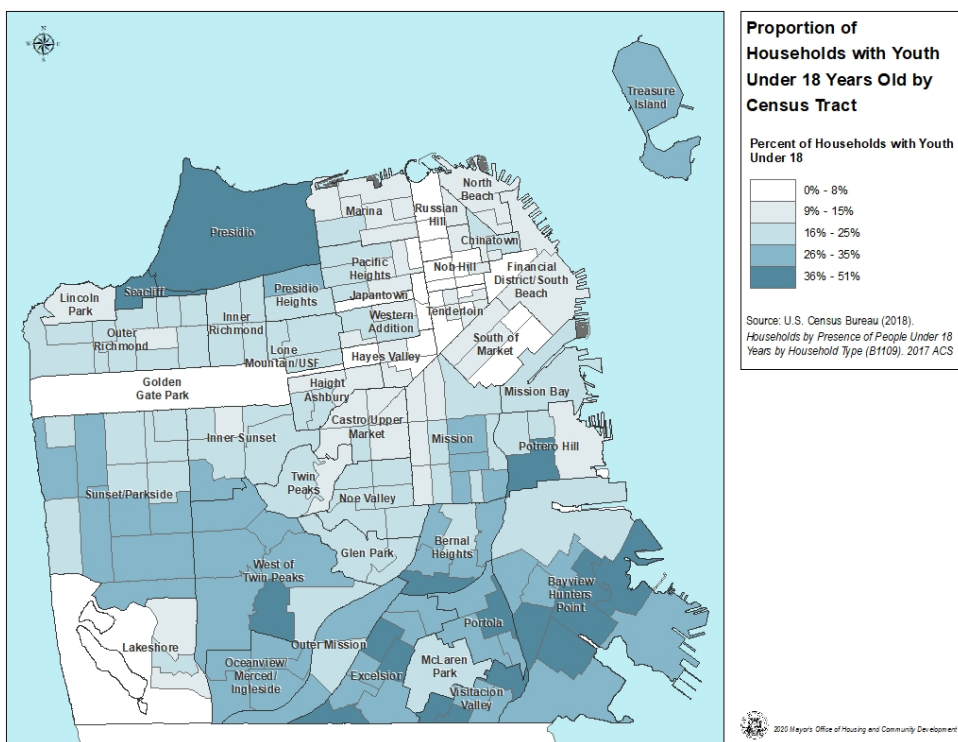 Proportion of
Households with Youth
Under 18 Years Old by
Census Tract
Percent of Households with Youth
Under 18
0% - 8%
9% - 15%
16% - 25%
26% - 35%
36% - 51%
Source: U.S. Census Bureau (2018).
Households by Presence of People Under 18
Years by Household Type (B1109). 2017 ACS
2020 Mayor's Office of Housing and Community Development
N
W
E
S
Treasure
Island
North
Beach
Marina
Russian
Hill
Presidio
Chinatown
Pacific
Heights
Nob Hill
Financial
District/South
Beach
Seacliff
Presidio
Heights
Japantown
Lincoln
Park
Tenderloin
Inner
Richmond
Western
Addition
Outer
Richmond
South of
Market
Lone
Mountain/USF
Hayes Valley
Golden
Gate Park
Haight
Ashbury
Mission Bay
Castro/Upper
Market
Inner Sunset
Mission
Potrero Hill
Twin
Peaks
Sunset/Parkside
Noe Valley
Bernal
Heights
Glen Park
West of
Twin Peaks
Bayview
Hunters
Point
Portola
Lakeshore
Outer Mission
McLaren
Park
Oceanview/
Merced/
Ingleside
Excelsior
Visitacion
Valley